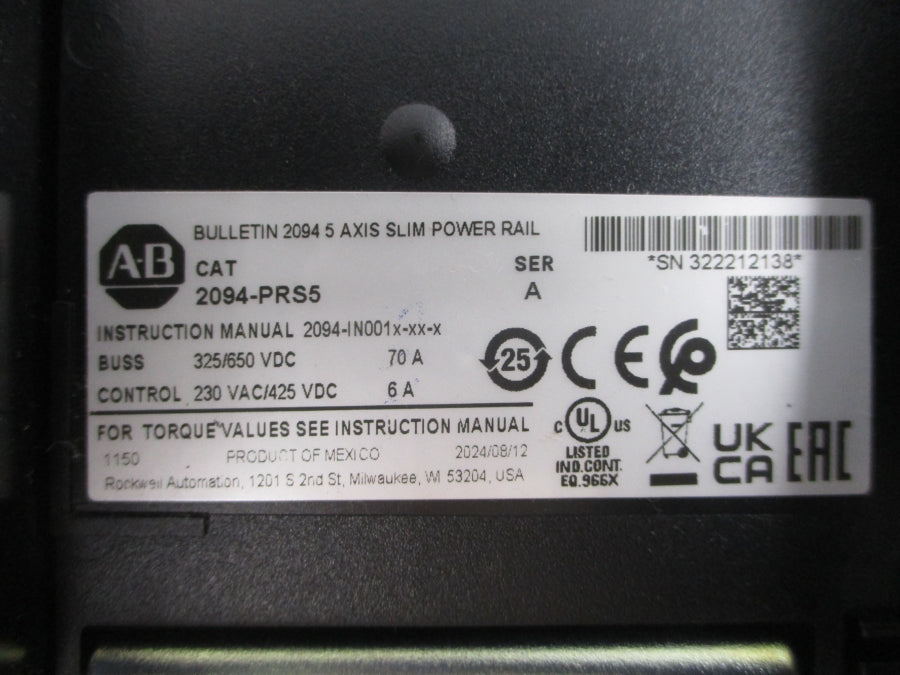 A-B
BULLETIN 2094 5 AXIS SLIM POWER RAIL
CAT
SER
2094-PRS5
A
*SN 322212138*
INSTRUCTION MANUAL 2094-IN001x-xx-x
BUSS 325/650 VDC 70 A
CONTROL 230 VAC/425 VDC 6 A
25
CE
FOR TORQUE VALUES SEE INSTRUCTION MANUAL
1150 PRODUCT OF MEXICO 2024/08/12
Rockwell Automation, 1201 S 2nd St, Milwaukee, WI 53204, USA
C UL US
LISTED
IND.CONT.
EQ.966X
UK
CA
EAC